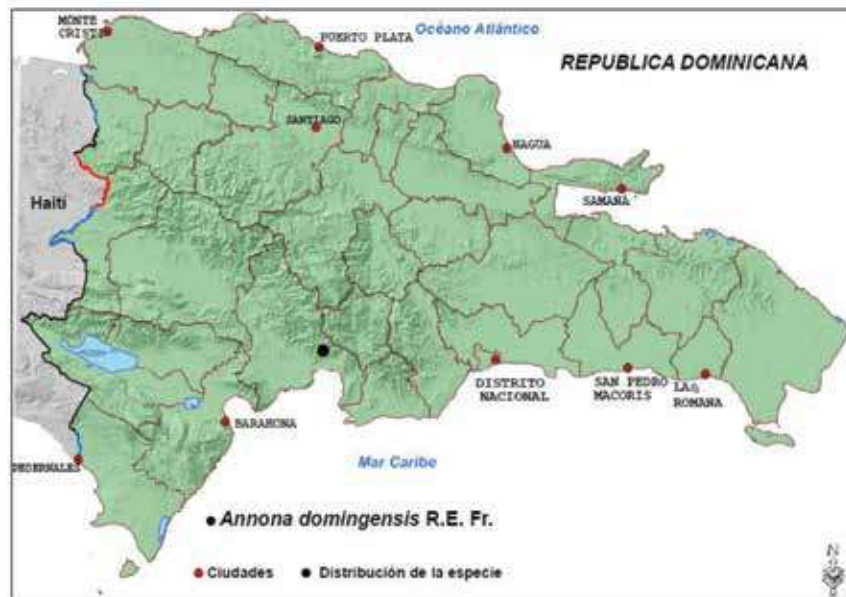 MONTE
CRISTI
PUERTO PLATA
Océano Atlántico
REPUBLICA DOMINICANA
SANTIAGO
NAGUA
SAMANA
Haití
DISTRITO
NACIONAL
SAN PEDRO
MACORIS
LA
ROMANA
BARAHONA
PEDERNALES
Mar Caribe
Annona domingensis R.E. Fr.
Ciudades
Distribución de la especie
N